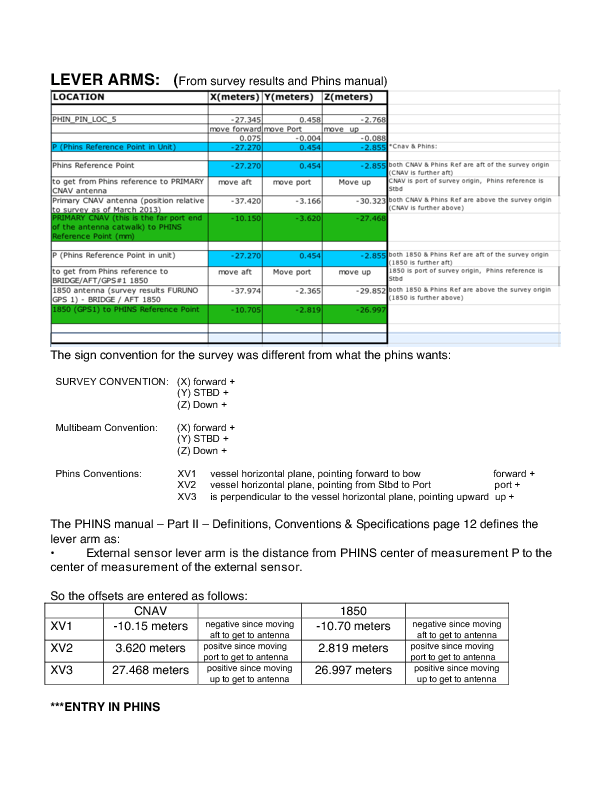 LEVER ARMS: (From survey results and Phins manual)
LOCATION X(meters) Y(meters) Z(meters)
PHIN_PIN_LOC_5 -27.345 0.458 -2.768
move forward move Port move up
0.075 -0.004 -0.088
P (Phins Reference Point in Unit) -27.270 0.454 -2.855 *Cnav & Phins:
Phins Reference Point -27.270 0.454 -2.855 both CNAV & Phins Ref are aft of the survey origin
(CNAV is further aft)
to get from Phins reference to PRIMARY move aft move port Move up CNAV is port of survey origin, Phins reference is
CNAV antenna Stbd
Primary CNAV antenna (position relative -37.420 -3.166 -30.323 both CNAV & Phins Ref are above the survey origin
to survey as of March 2013) (CNAV is further above)
PRIMARY CNAV (this is the far port end -10.150 -3.620 -27.468
of the antenna catwalk) to PHINS
Reference Point (mm)
P (Phins Reference Point in unit) -27.270 0.454 -2.855 both 1850 & Phins Ref are aft of the survey origin
(1850 is further aft)
to get from Phins reference to move aft Move port move up 1850 is port of survey origin, Phins reference is
BRIDGE/AFT/GPS#1 1850 Stbd
1850 antenna (survey results FURUNO -37.974 -2.365 -29.852 both 1850 & Phins Ref are above the survey origin
GPS 1) - BRIDGE / AFT 1850 (1850 is further above)
1850 (GPS1) to PHINS Reference Point -10.705 -2.819 -26.997
The sign convention for the survey was different from what the phins wants:
SURVEY CONVENTION: (X) forward +
(Y) STBD +
(Z) Down +
Multibeam Convention: (X) forward +
(Y) STBD +
(Z) Down +
Phins Conventions: XV1 vessel horizontal plane, pointing forward to bow forward +
XV2 vessel horizontal plane, pointing from Stbd to Port port +
XV3 is perpendicular to the vessel horizontal plane, pointing upward up +
The PHINS manual – Part II – Definitions, Conventions & Specifications page 12 defines the
lever arm as:
• External sensor lever arm is the distance from PHINS center of measurement P to the
center of measurement of the external sensor.
So the offsets are entered as follows:
CNAV 1850
XV1 -10.15 meters negative since moving -10.70 meters negative since moving
aft to get to antenna aft to get to antenna
XV2 3.620 meters positve since moving 2.819 meters positve since moving
port to get to antenna port to get to antenna
XV3 27.468 meters positive since moving 26.997 meters positive since moving
up to get to antenna up to get to antenna
***ENTRY IN PHINS